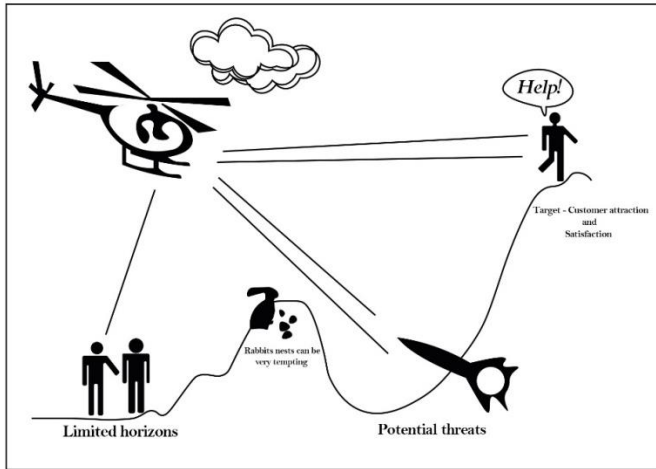 Help!
Target - Customer attraction
and
Satisfaction
Rabbits nests can be
very tempting
Limited horizons
Potential threats